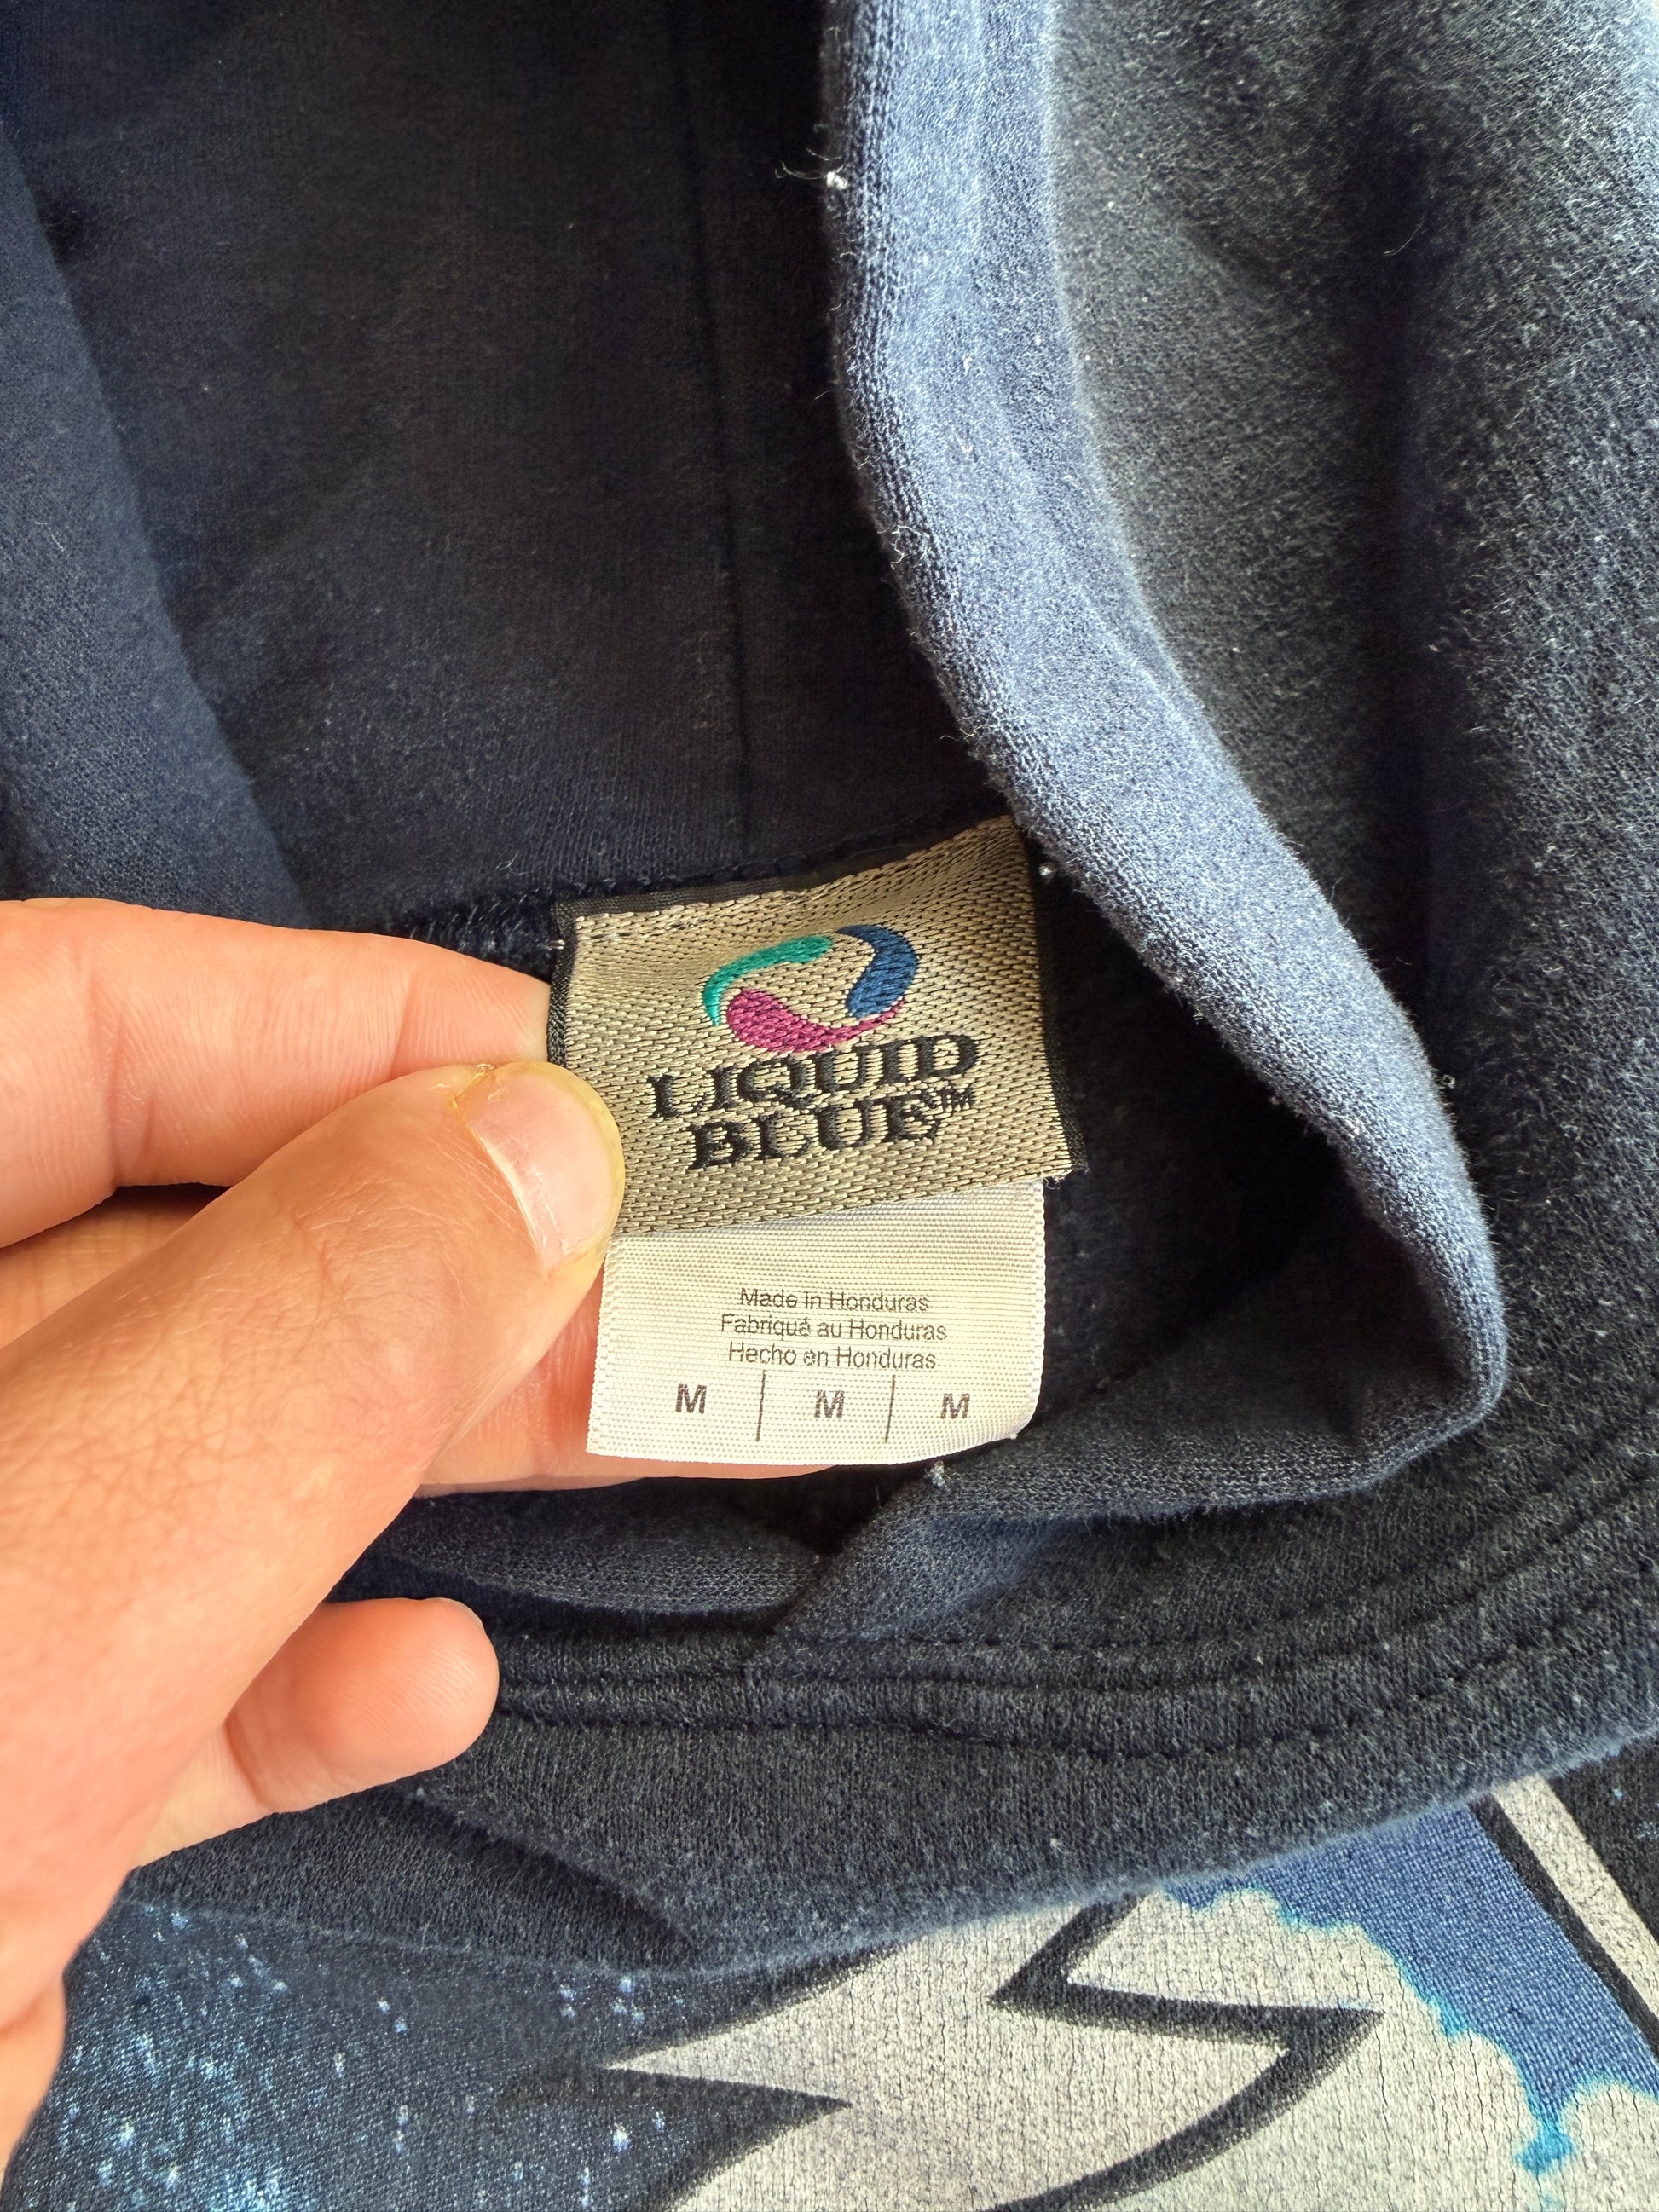 LIQUID
BLUE™
Made in Honduras
Fabriqué au Honduras
Hecho en Honduras
M | M | M